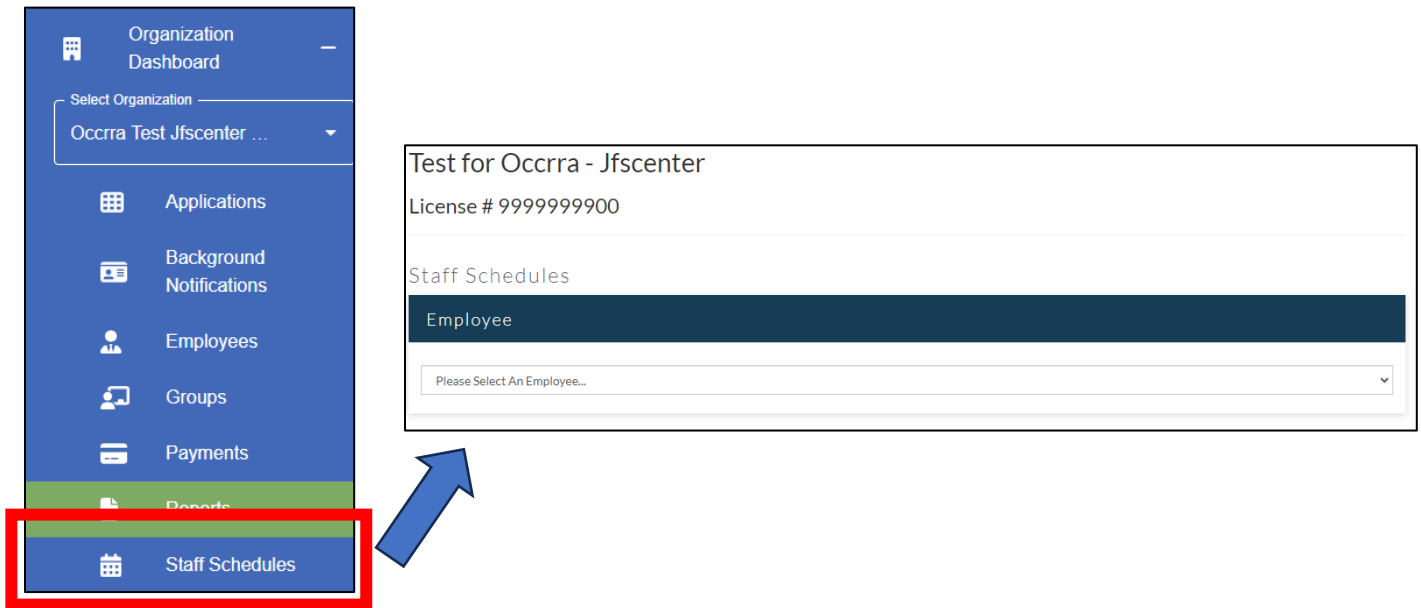 Organization
Dashboard
Select Organization
Occrra Test Jfscenter ...
Applications
Background
Notifications
Employees
Groups
Payments
Reports
Staff Schedules
Test for Occrra - Jfscenter
License # 9999999900
Staff Schedules
Employee
Please Select An Employee...